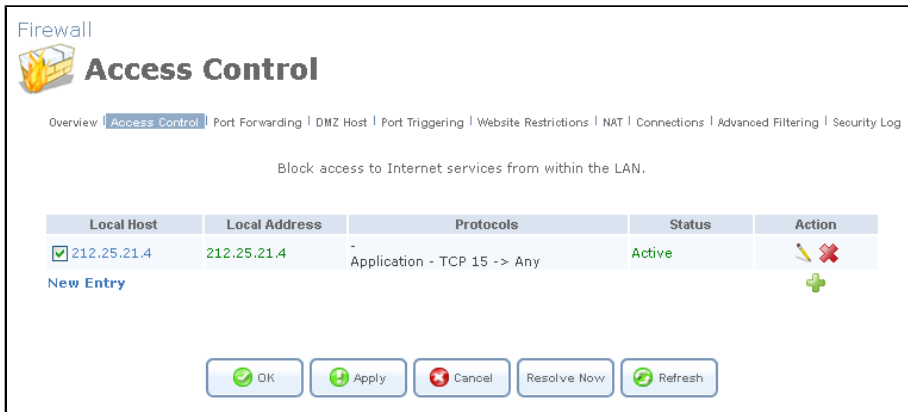 Firewall
Access Control
Overview | Access Control | Port Forwarding | DMZ Host | Port Triggering | Website Restrictions | NAT | Connections | Advanced Filtering | Security Log
Block access to Internet services from within the LAN.
Local Host Local Address Protocols Status Action
212.25.21.4 212.25.21.4 - Active
Application - TCP 15 -> Any
New Entry
OK Apply Cancel Resolve Now Refresh